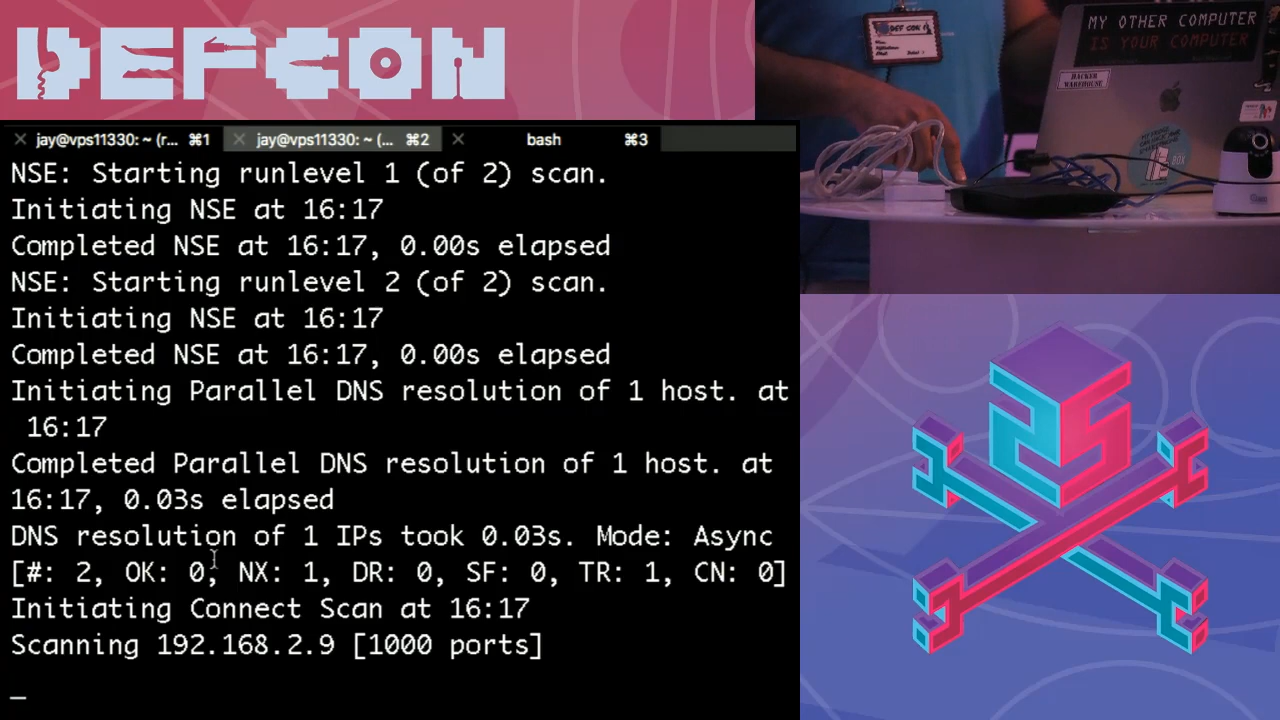 DEFCON
DEF CON
MY OTHER COMPUTER
IS YOUR COMPUTER
HACKER
WAREHOUSE
BOX
jay@vps11330: ~ (r... ⌘1
jay@vps11330: ~ (... ⌘2
bash ⌘3
NSE: Starting runlevel 1 (of 2) scan.
Initiating NSE at 16:17
Completed NSE at 16:17, 0.00s elapsed
NSE: Starting runlevel 2 (of 2) scan.
Initiating NSE at 16:17
Completed NSE at 16:17, 0.00s elapsed
Initiating Parallel DNS resolution of 1 host. at
16:17
Completed Parallel DNS resolution of 1 host. at
16:17, 0.03s elapsed
DNS resolution of 1 IPs took 0.03s. Mode: Async
[#: 2, OK: 0, NX: 1, DR: 0, SF: 0, TR: 1, CN: 0]
Initiating Connect Scan at 16:17
Scanning 192.168.2.9 [1000 ports]
_
25